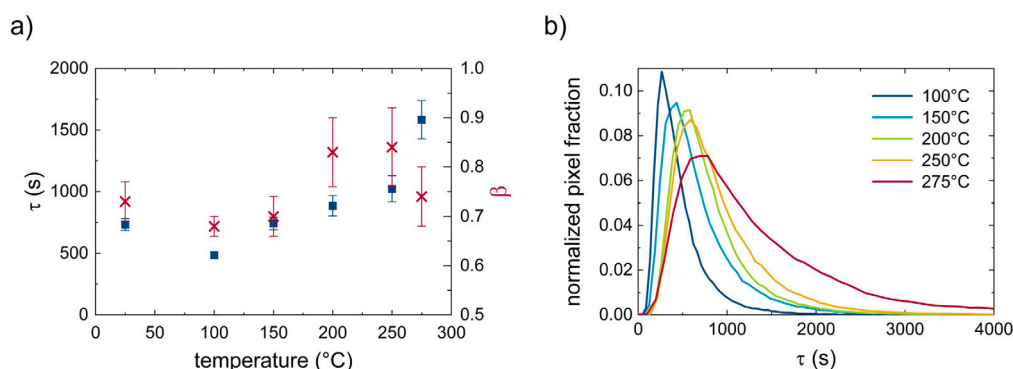 a)
2000
1500
1000
500
0
τ (s)
0 50 100 150 200 250 300
temperature (°C)
1.0
0.9
0.8
0.7
0.6
0.5
β
b)
0.10
0.08
0.06
0.04
0.02
0.00
normalized pixel fraction
0 1000 2000 3000 4000
τ (s)
100°C
150°C
200°C
250°C
275°C